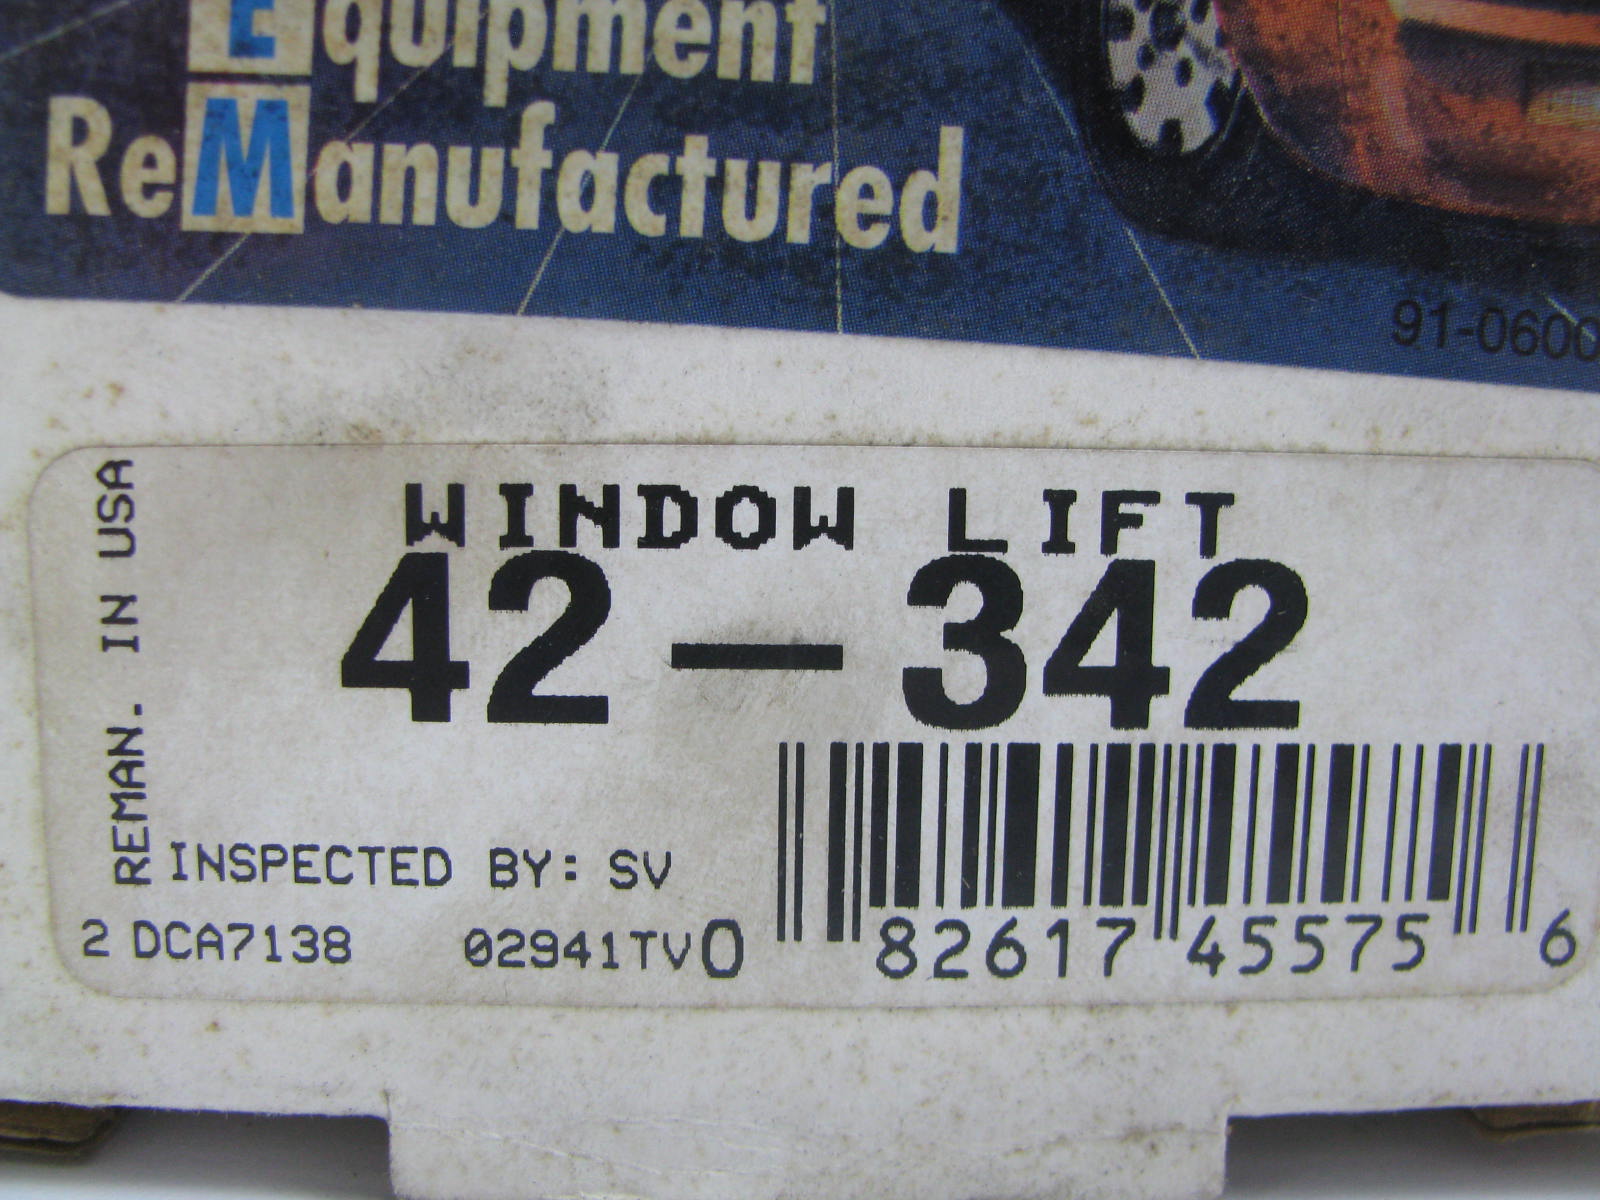 Equipment
ReManufactured
91-0600
REMAN. IN USA
WINDOW LIFT
42-342
INSPECTED BY: SV
2 DCA7138 02941TV
0 82617 45575 6